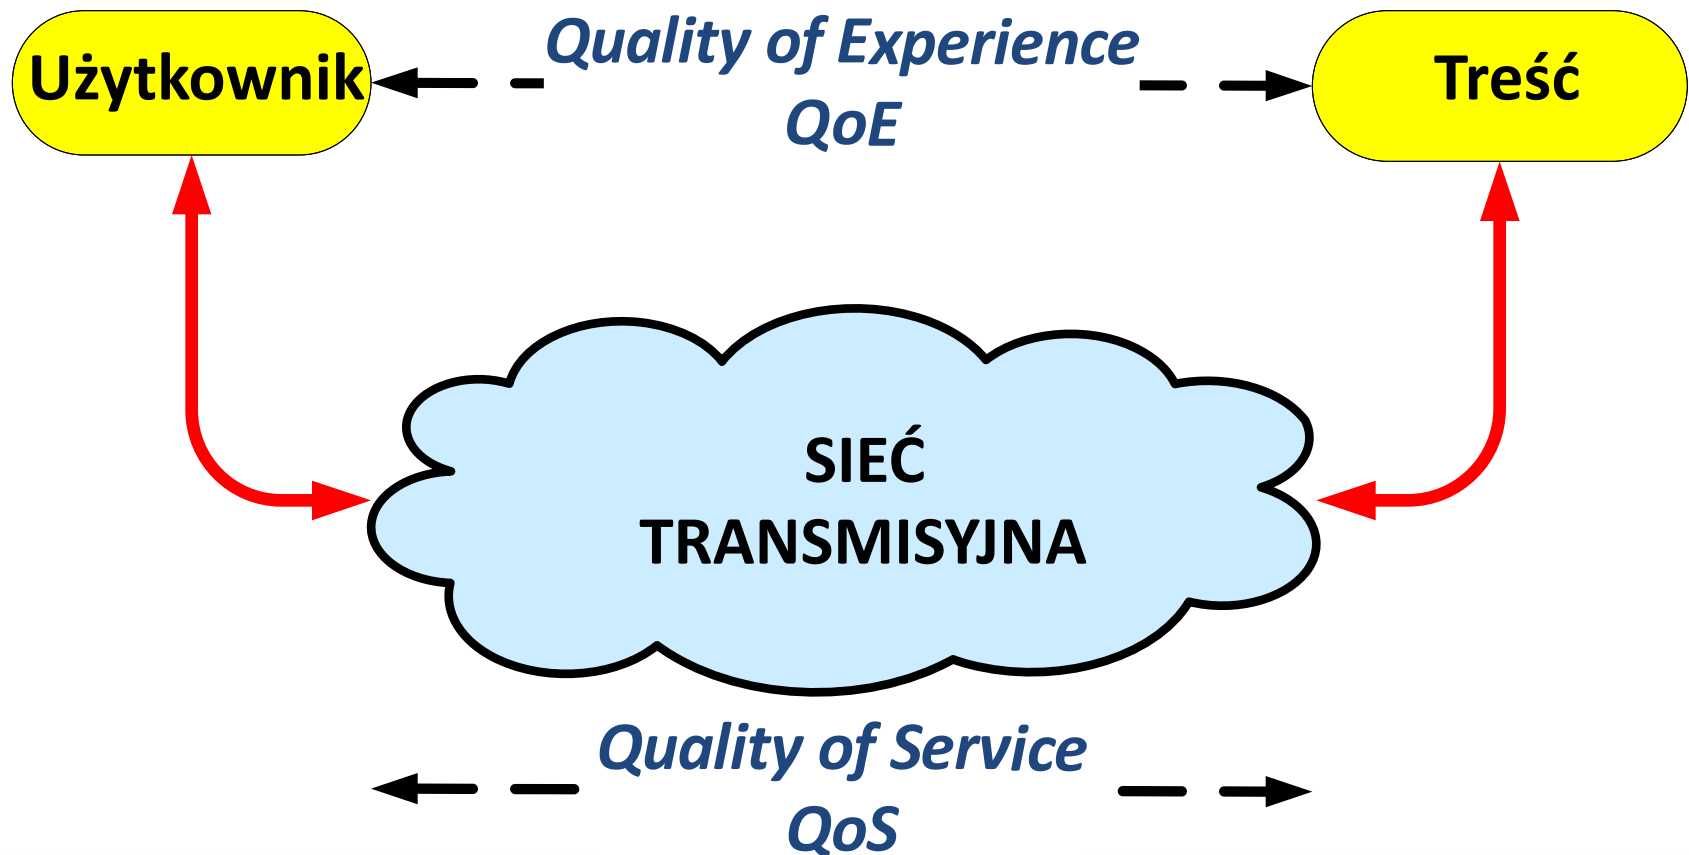 Użytkownik
Quality of Experience
QoE
Treść
SIEĆ
TRANSMISYJNA
Quality of Service
QoS